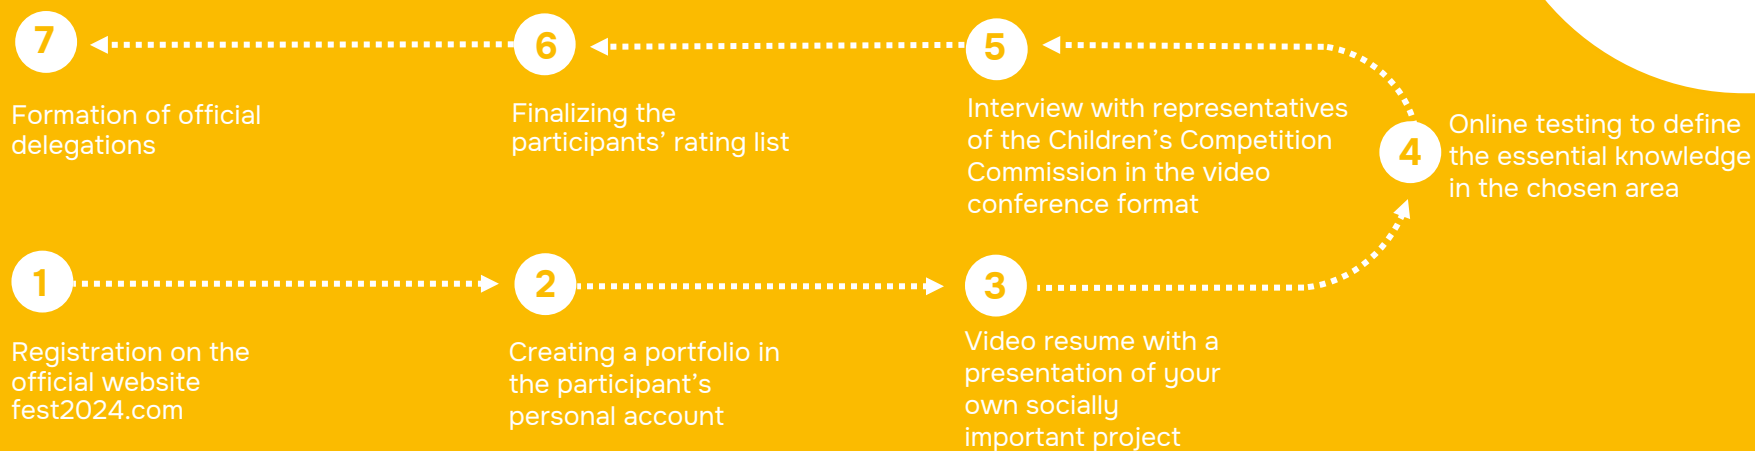 7
6
5
Formation of official
delegations
Finalizing the
participants’ rating list
Interview with representatives
of the Children’s Competition
Commission in the video
conference format
4
Online testing to define
the essential knowledge
in the chosen area
1
2
3
Registration on the
official website
fest2024.com
Creating a portfolio in
the participant’s
personal account
Video resume with a
presentation of your
own socially
important project